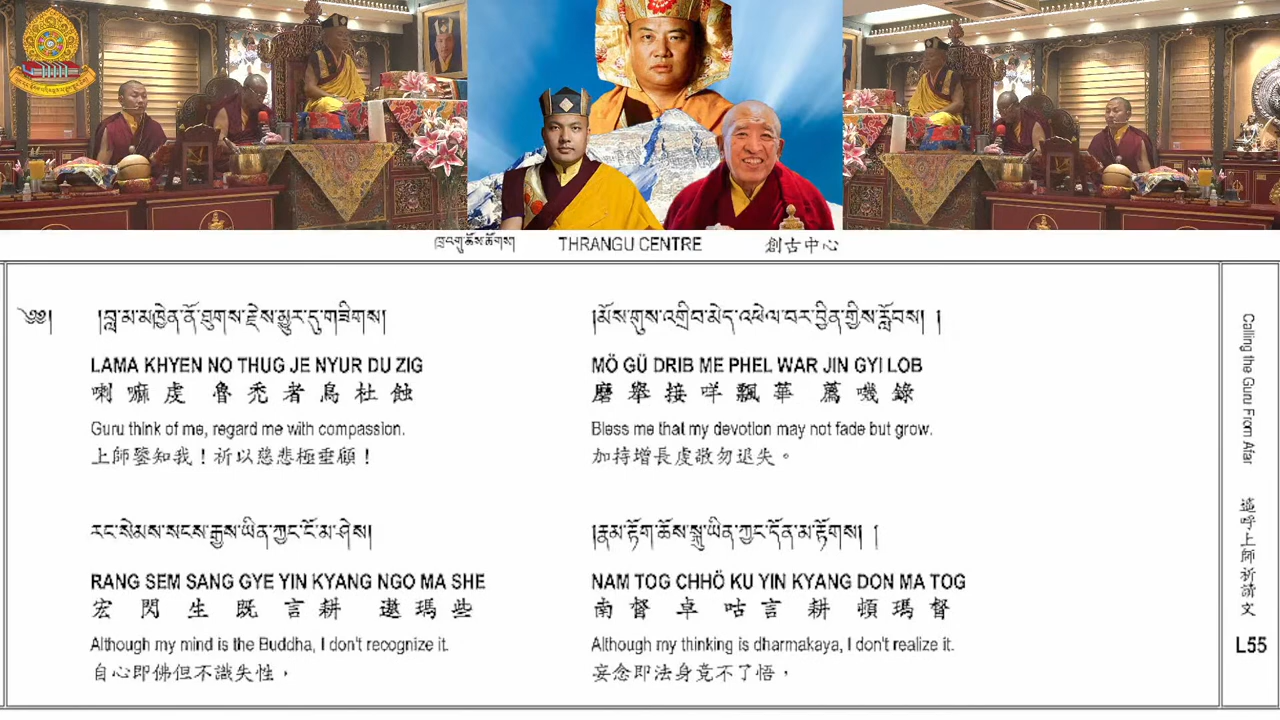 ཁྲ་འགུ་ཆོས་ཚོགས། THRANGU CENTRE 創古中心
༄༅། །བླ་མ་མཁྱེན་ནོ་ཐུགས་རྗེས་མྱུར་དུ་གཟིགས།
LAMA KHYEN NO THUG JE NYUR DU ZIG
喇嘛虔 魯禿者烏杜蝕
Guru think of me, regard me with compassion.
上師鑒知我！祈以慈悲極垂顧！
།མོས་གུས་འགྲིབ་མེད་འཕེལ་བར་བྱིན་གྱིས་རློབས། །
MÖ GÜ DRIB ME PHEL WAR JIN GYI LOB
磨舉接咩飄華 薦嘰錄
Bless me that my devotion may not fade but grow.
加持增長虔敬勿退失。
རང་སེམས་སངས་རྒྱས་ཡིན་ཀྱང་ངོ་མ་ཤེས།
RANG SEM SANG GYE YIN KYANG NGO MA SHE
宏閃生既言耕 遨瑪些
Although my mind is the Buddha, I don't recognize it.
自心即佛但不識失性，
།རྣམ་རྟོག་ཆོས་སྐུ་ཡིན་ཀྱང་དོན་མ་རྟོགས། །
NAM TOG CHHÖ KU YIN KYANG DON MA TOG
南督卓咕言耕 頓瑪督
Although my thinking is dharmakaya, I don't realize it.
妄念即法身竟不了悟，
Calling the Guru From Afar
遙呼上師祈請文
L55